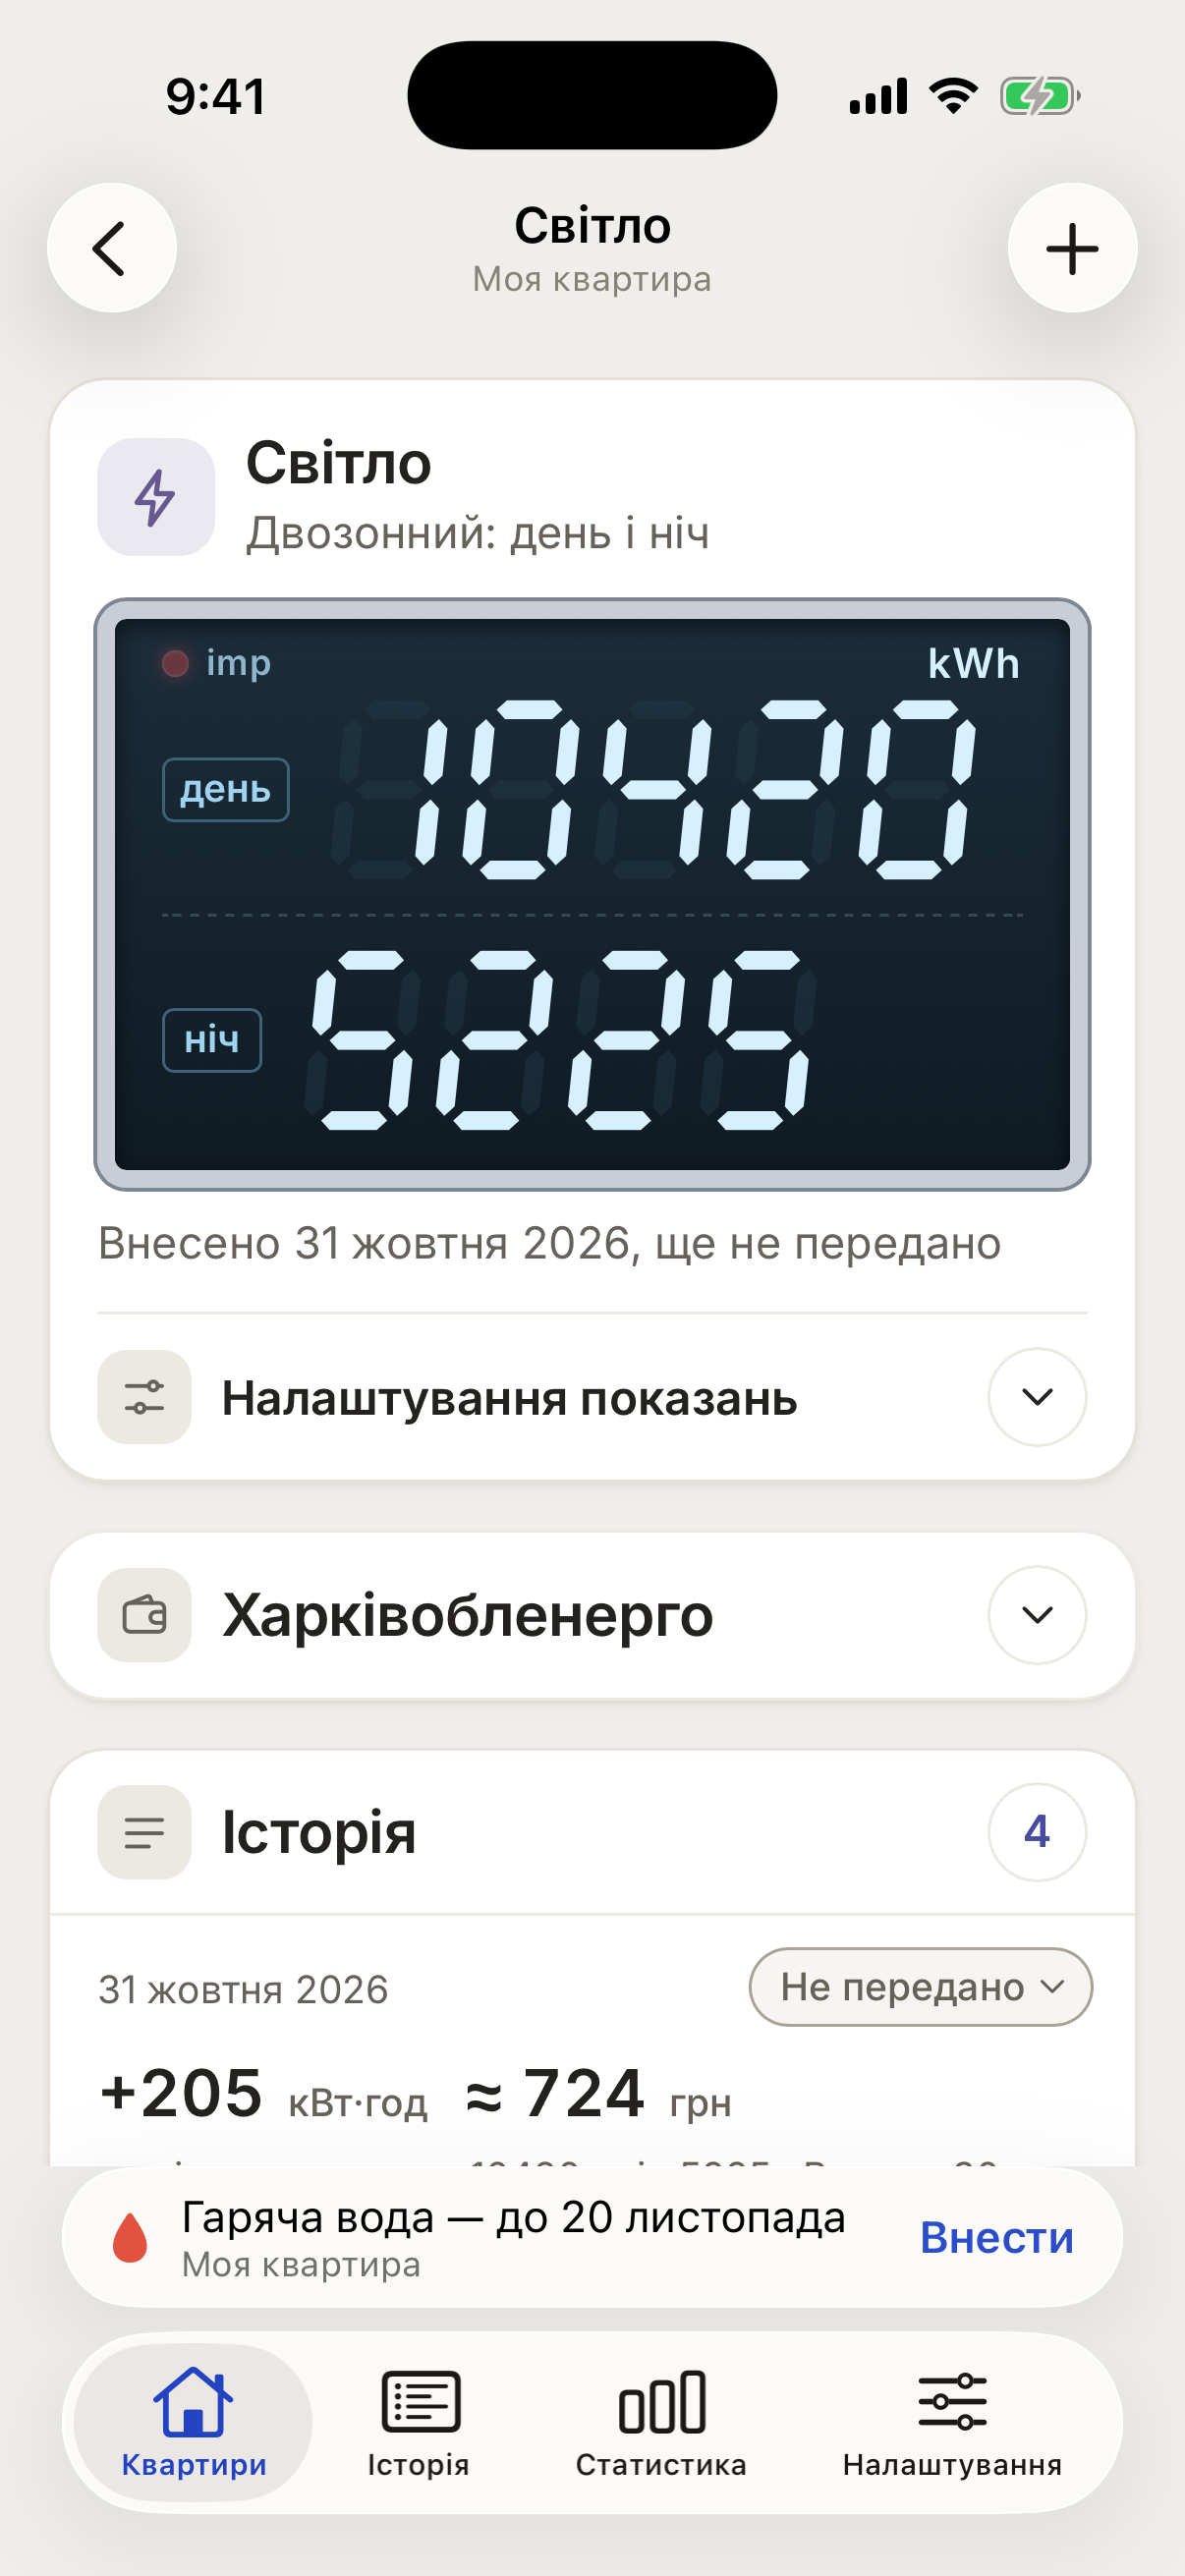 9:41
Світло
Моя квартира
Світло
Двозонний: день і ніч
imp
kWh
день
10420
ніч
5225
Внесено 31 жовтня 2026, ще не передано
Налаштування показань
Харківобленерго
Історія
4
31 жовтня 2026
Не передано
+205 кВт·год ≈ 724 грн
Гаряча вода — до 20 листопада
Моя квартира
Внести
Квартири
Історія
Статистика
Налаштування